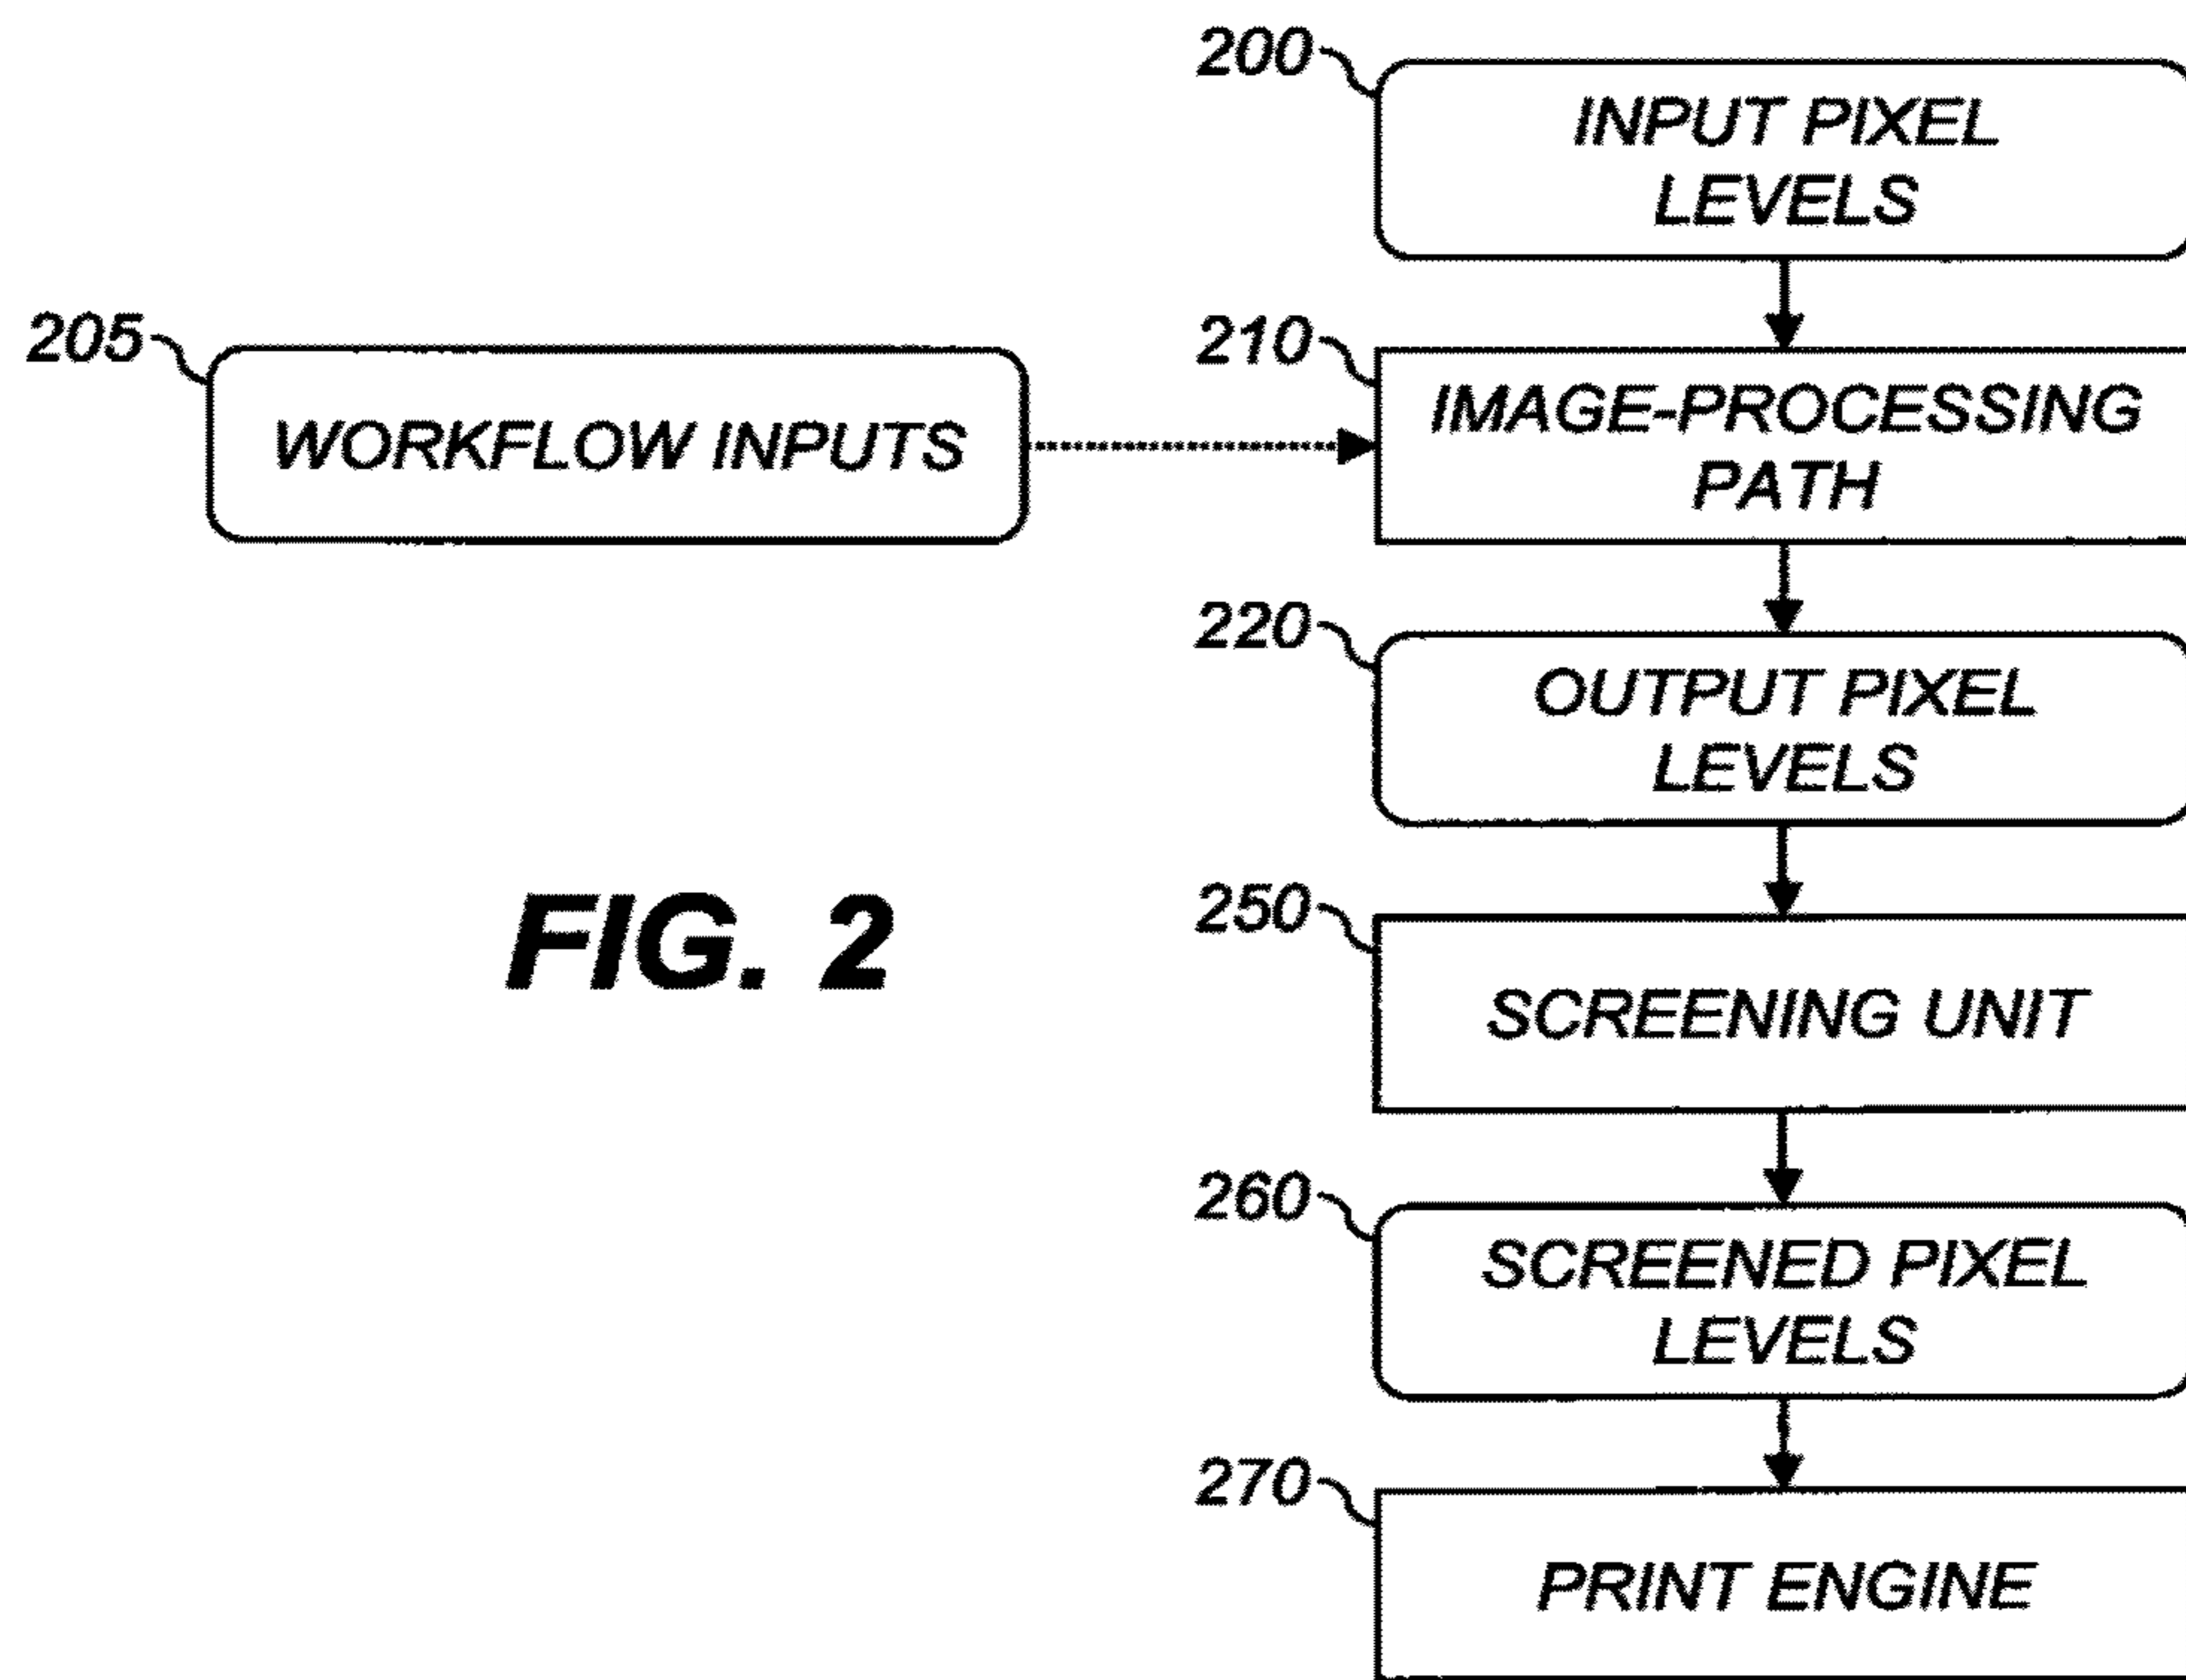 200
INPUT PIXEL
LEVELS
205
WORKFLOW INPUTS
210
IMAGE-PROCESSING
PATH
220
OUTPUT PIXEL
LEVELS
FIG. 2
250
SCREENING UNIT
260
SCREENED PIXEL
LEVELS
270
PRINT ENGINE